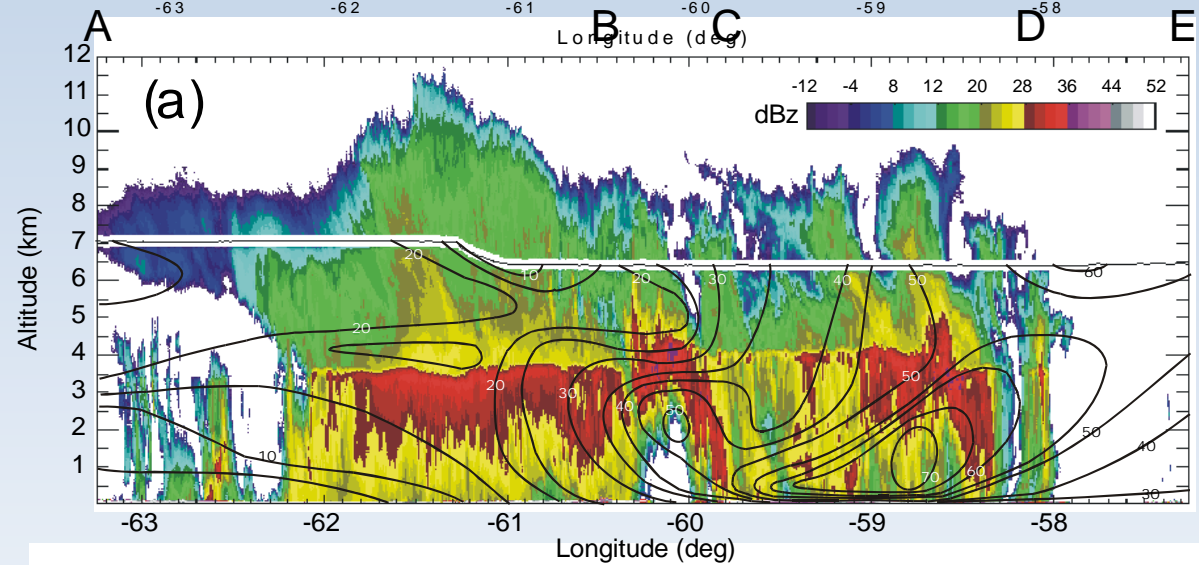 -63 -62 -61 -60 -59 -58
A B C D E
Longitude (deg)
12
11
10
9
8
7
6
5
4
3
2
1
Altitude (km)
(a)
-12 -4 8 12 20 28 36 44 52
dBz
20 10 20 30 40 50 60
20
20 30 40 50 50 50 40
10 70 60 30
-63 -62 -61 -60 -59 -58
Longitude (deg)